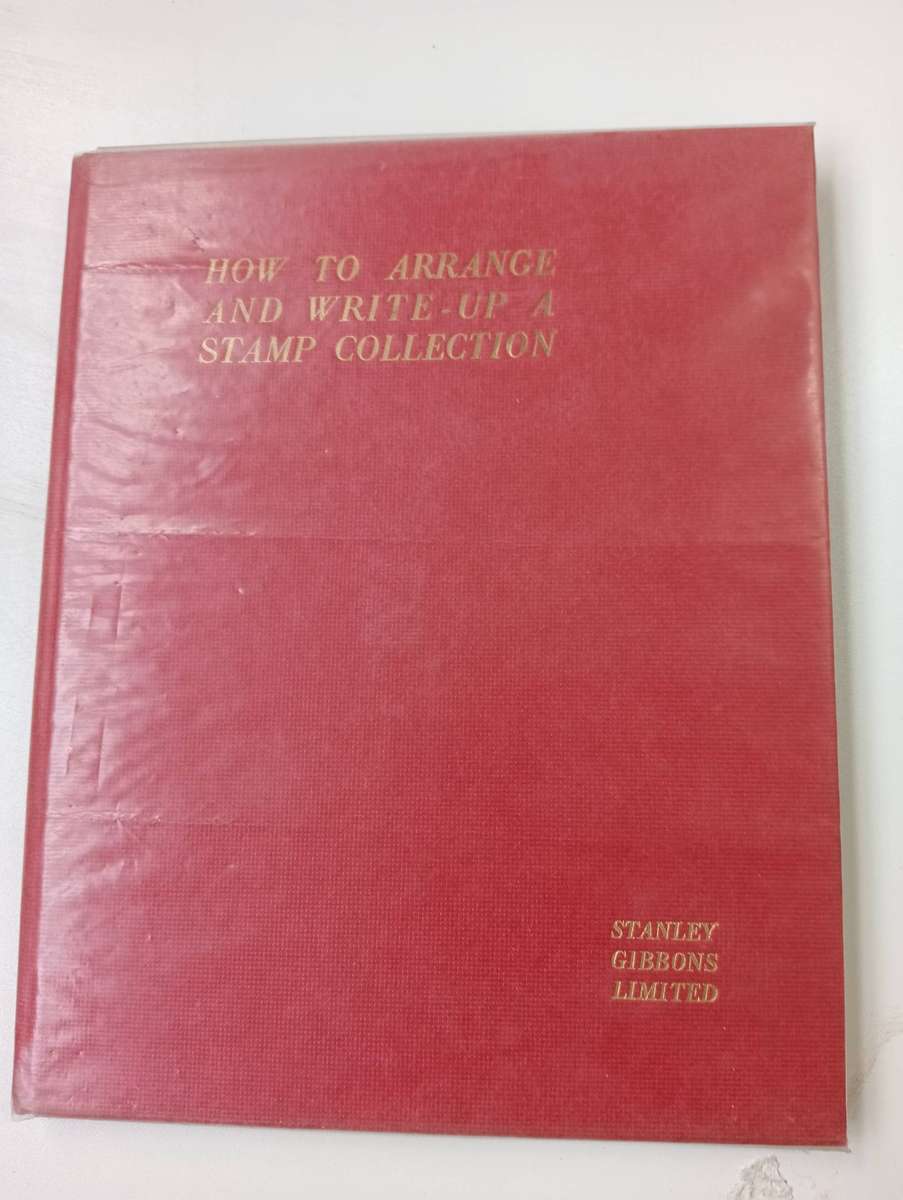 HOW TO ARRANGE
AND WRITE-UP A
STAMP COLLECTION
STANLEY
GIBBONS
LIMITED